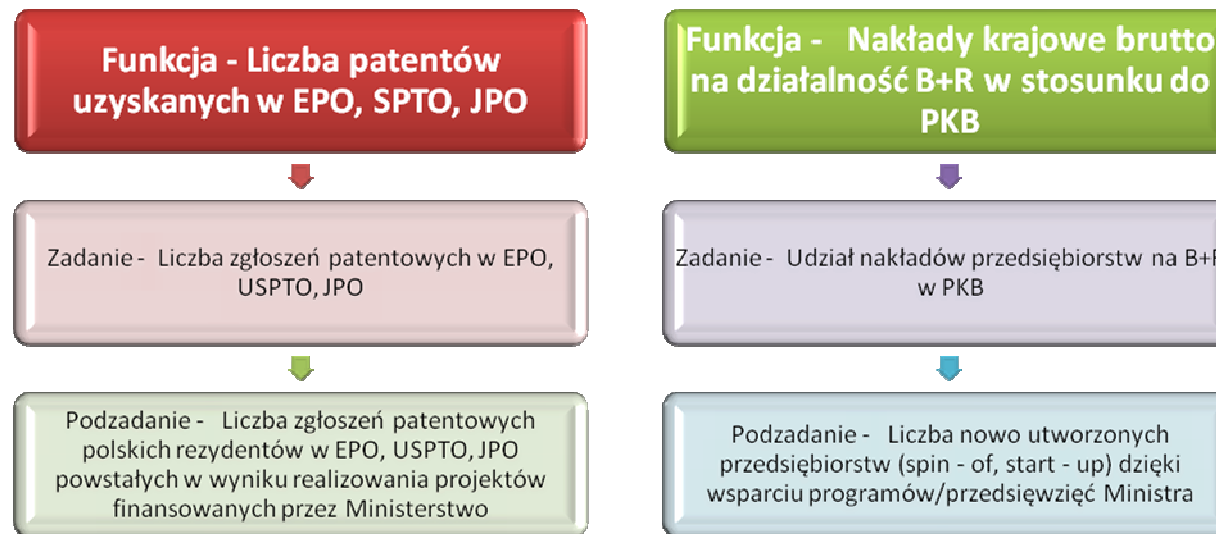 Funkcja - Liczba patentów
uzyskanych w EPO, SPTO, JPO
Zadanie - Liczba zgłoszeń patentowych w EPO,
USPTO, JPO
Podzadanie - Liczba zgłoszeń patentowych
polskich rezydentów w EPO, USPTO, JPO
powstałych w wyniku realizowania projektów
finansowanych przez Ministerstwo
Funkcja - Nakłady krajowe brutto
na działalność B+R w stosunku do
PKB
Zadanie - Udział nakładów przedsiębiorstw na B+R
w PKB
Podzadanie - Liczba nowo utworzonych
przedsiębiorstw (spin - of, start - up) dzięki
wsparciu programów/przedsięwzięć Ministra